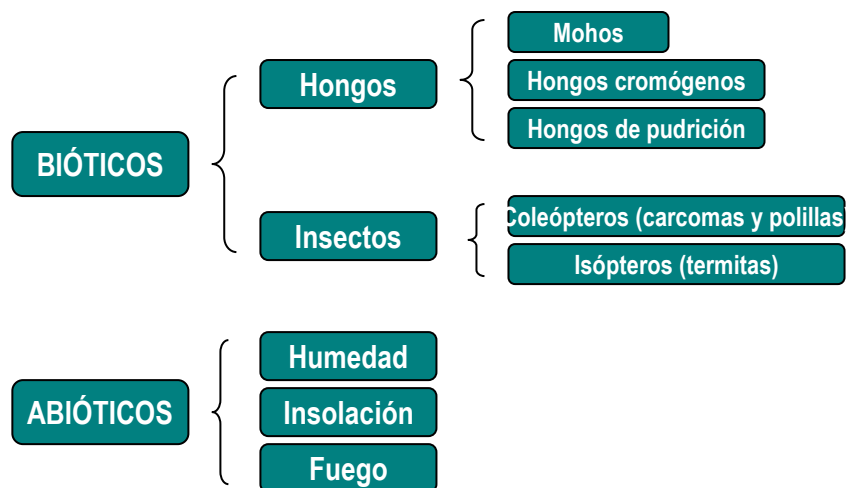 BIÓTICOS
Hongos
Mohos
Hongos cromógenos
Hongos de pudrición
Insectos
Coleópteros (carcomas y polillas)
Isópteros (termitas)
ABIÓTICOS
Humedad
Insolación
Fuego